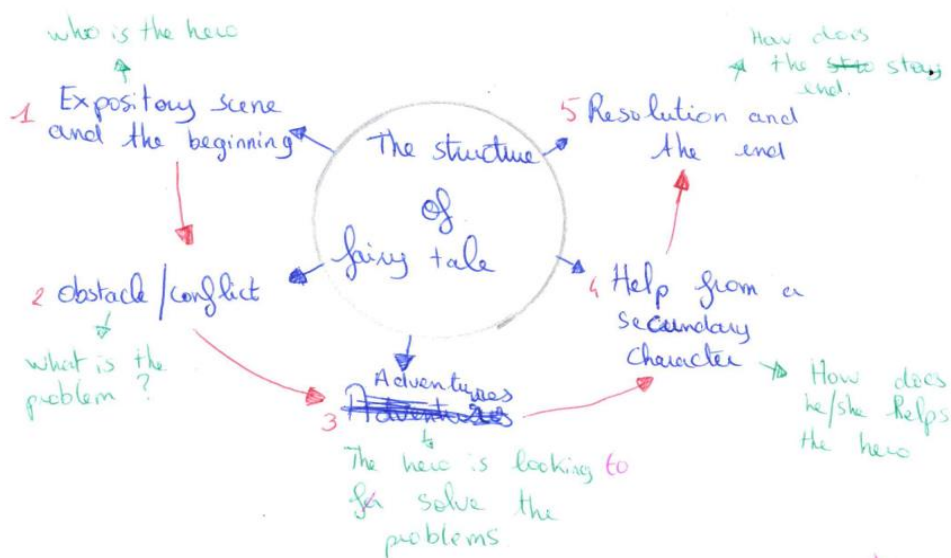 The structure
of
fairy tale
who is the hero
1 Expository scene
and the beginning
2 Obstacle/conflict
what is the
problem ?
3 Adventures
The hero is looking to
solve the
problems
4 Help from a
secundary
character
How does
he/she helps
the hero
5 Resolution and
the end
How does
the story
end.